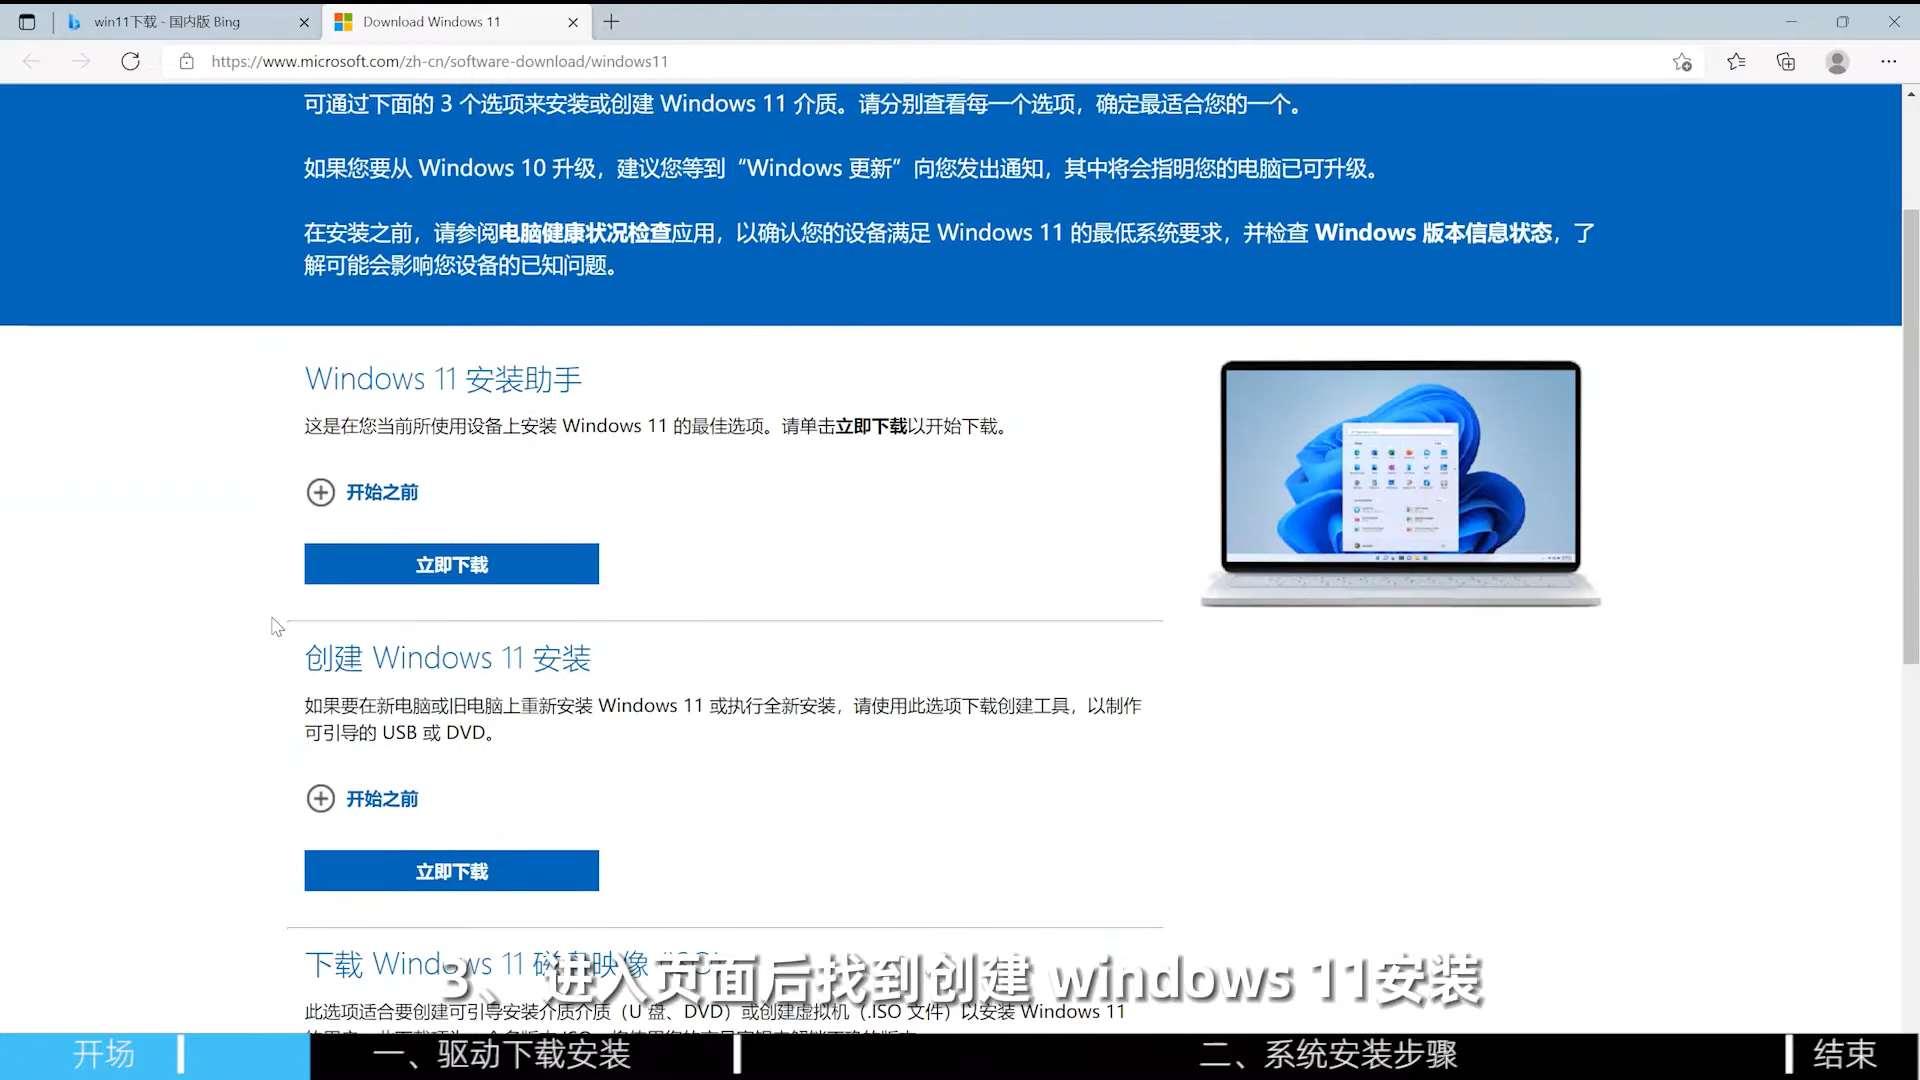 win11下载 - 国内版 Bing
Download Windows 11
https://www.microsoft.com/zh-cn/software-download/windows11
可通过下面的 3 个选项来安装或创建 Windows 11 介质。请分别查看每一个选项，确定最适合您的一个。
如果您要从 Windows 10 升级，建议您等到“Windows 更新”向您发出通知，其中将会指明您的电脑已可升级。
在安装之前，请参阅电脑健康状况检查应用，以确认您的设备满足 Windows 11 的最低系统要求，并检查 Windows 版本信息状态，了
解可能会影响您设备的已知问题。
Windows 11 安装助手
这是在您当前所使用设备上安装 Windows 11 的最佳选项。请单击立即下载以开始下载。
开始之前
立即下载
创建 Windows 11 安装
如果要在新电脑或旧电脑上重新安装 Windows 11 或执行全新安装，请使用此选项下载创建工具，以制作
可引导的 USB 或 DVD。
开始之前
立即下载
下载 Windows 11 磁盘映像 (ISO)
3、 进入页面后找到创建 windows 11安装
此选项适合要创建可引导安装介质介质（U 盘、DVD）或创建虚拟机（.ISO 文件）以安装 Windows 11
开场
一、驱动下载安装
二、系统安装步骤
结束